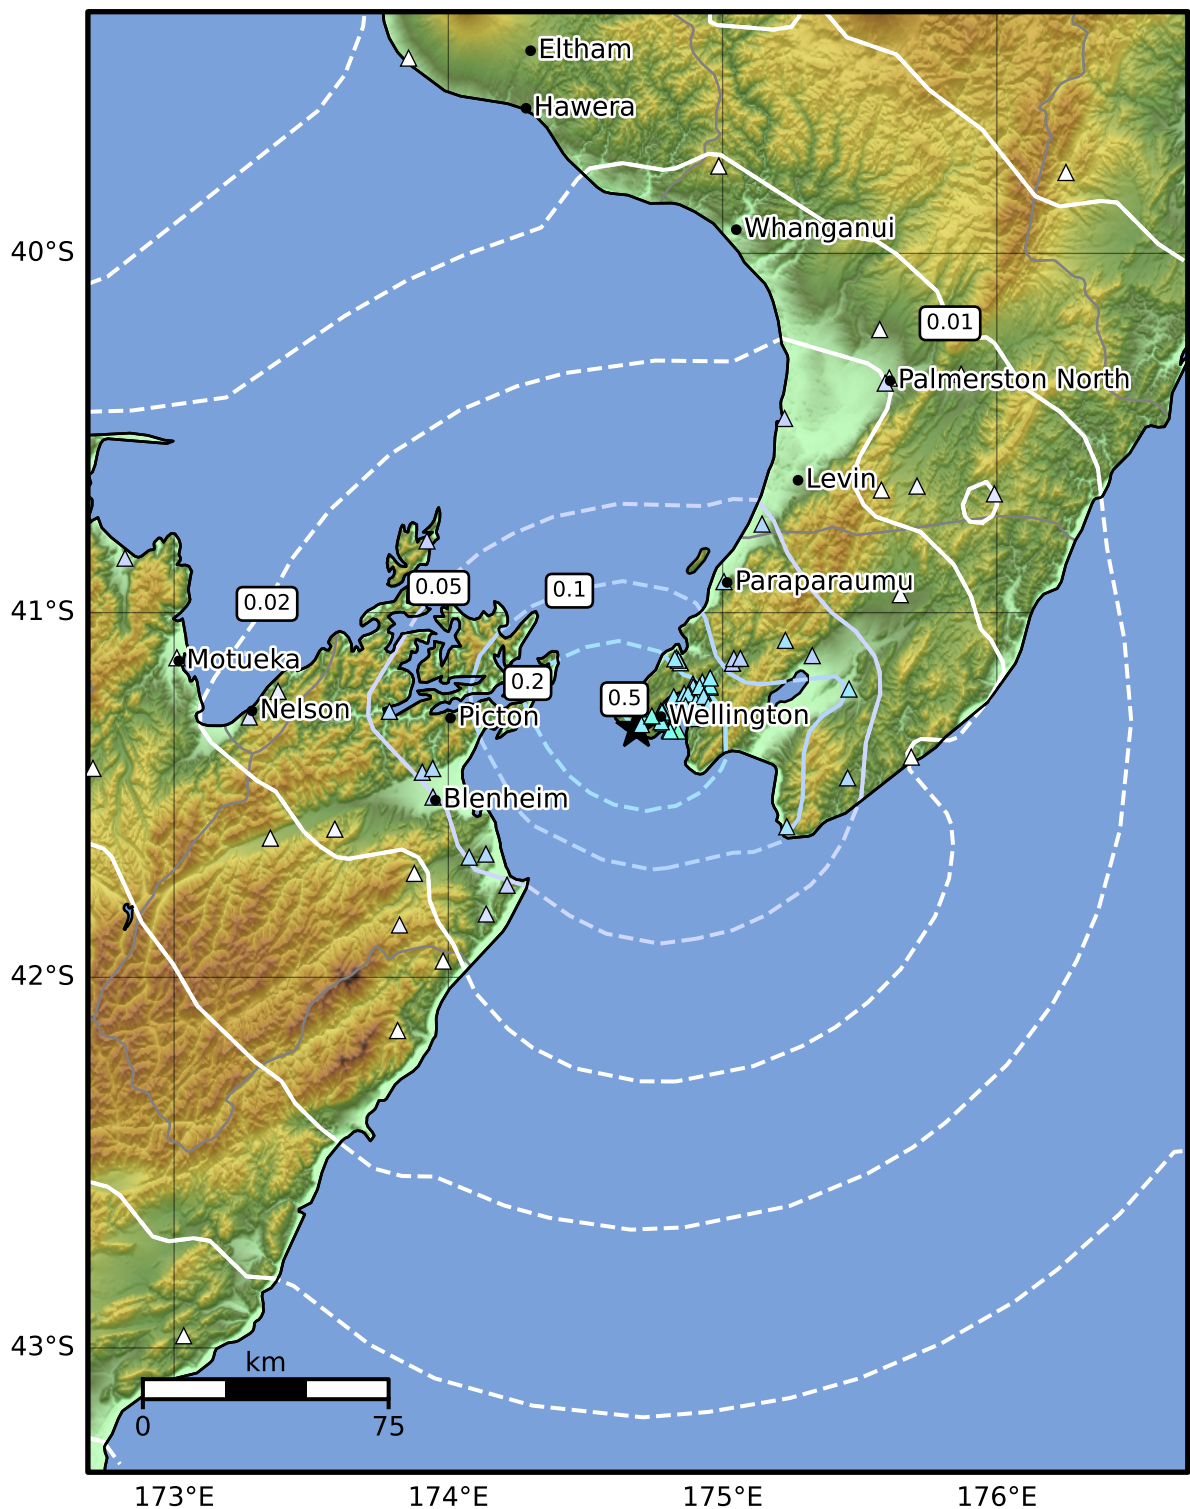 Eltham
Hawera
Whanganui
40°S
0.01
Palmerston North
Levin
Paraparaumu
0.05
0.1
0.02
41°S
Motueka
0.2
0.5
Nelson
Picton
Wellington
Blenheim
42°S
43°S
km
0 75
173°E 174°E 175°E 176°E